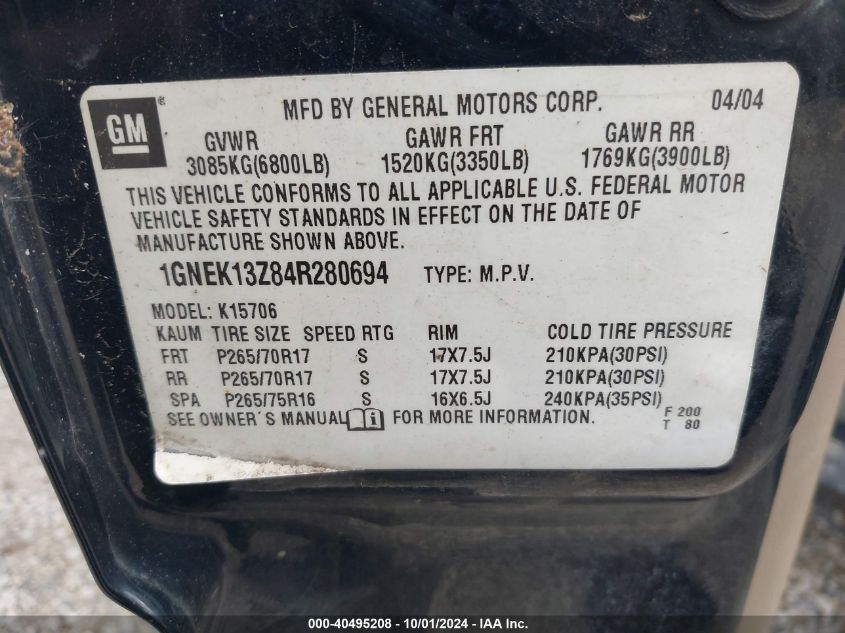 GM
®
MFD BY GENERAL MOTORS CORP. 04/04
GVWR GAWR FRT GAWR RR
3085KG(6800LB) 1520KG(3350LB) 1769KG(3900LB)
THIS VEHICLE CONFORMS TO ALL APPLICABLE U.S. FEDERAL MOTOR
VEHICLE SAFETY STANDARDS IN EFFECT ON THE DATE OF
MANUFACTURE SHOWN ABOVE.
1GNEK13Z84R280694 TYPE: M.P.V.
MODEL: K15706
KAUM TIRE SIZE SPEED RTG RIM COLD TIRE PRESSURE
FRT P265/70R17 S 17X7.5J 210KPA(30PSI)
RR P265/70R17 S 17X7.5J 210KPA(30PSI)
SPA P265/75R16 S 16X6.5J 240KPA(35PSI)
SEE OWNER'S MANUAL i FOR MORE INFORMATION. F 200
T 80
000-40495208 - 10/01/2024 - IAA Inc.